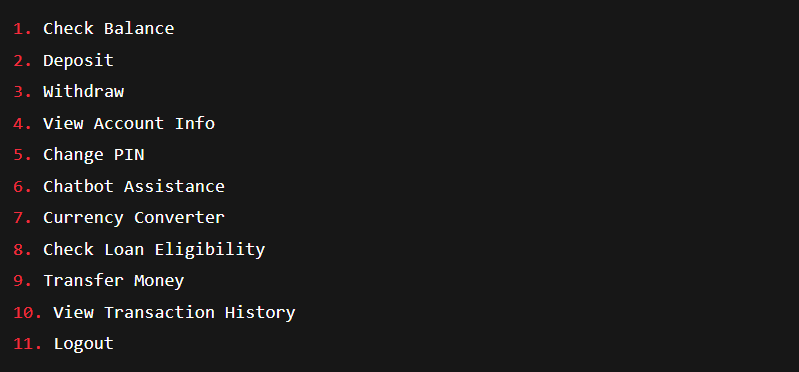 1. Check Balance
2. Deposit
3. Withdraw
4. View Account Info
5. Change PIN
6. Chatbot Assistance
7. Currency Converter
8. Check Loan Eligibility
9. Transfer Money
10. View Transaction History
11. Logout